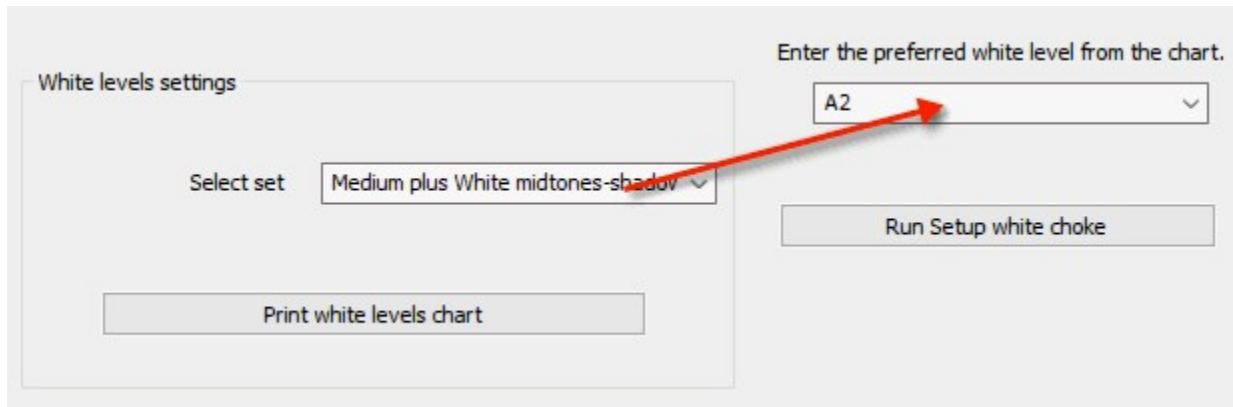 Enter the preferred white level from the chart.
White levels settings
A2
Select set
Medium plus White midtones-shadov
Run Setup white choke
Print white levels chart